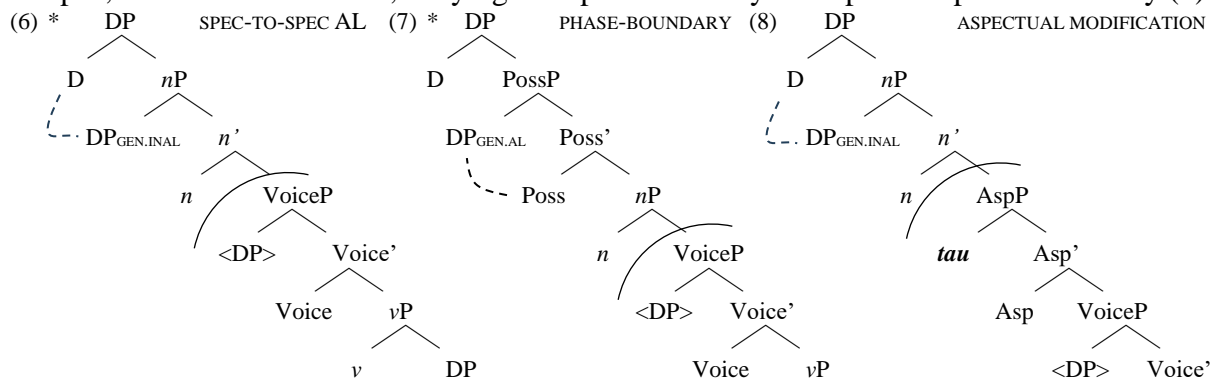 (6) * DP SPEC-TO-SPEC AL (7) * DP PHASE-BOUNDARY (8) DP ASPECTUAL MODIFICATION
D nP D PossP D nP
DPGEN.INAL n’ DPGEN.AL Poss’ DPGEN.INAL n’
n VoiceP Poss nP n AspP
<DP> Voice’ n VoiceP tau Asp’
Voice vP <DP> Voice’ Asp VoiceP
v DP Voice vP <DP> Voice’